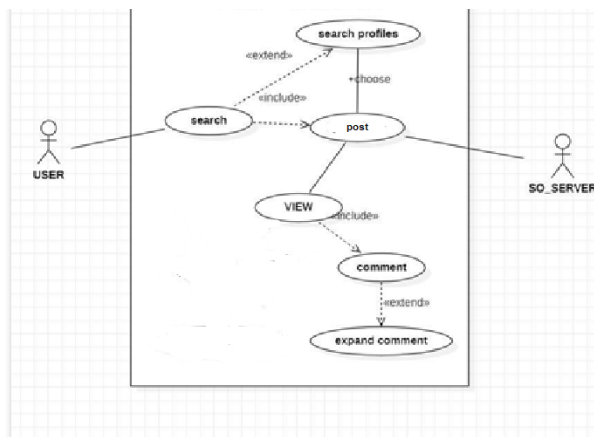 search profiles
«extend»
+choose
«include»
search
post
USER
SO_SERVER
VIEW
«include»
comment
«extend»
expand comment